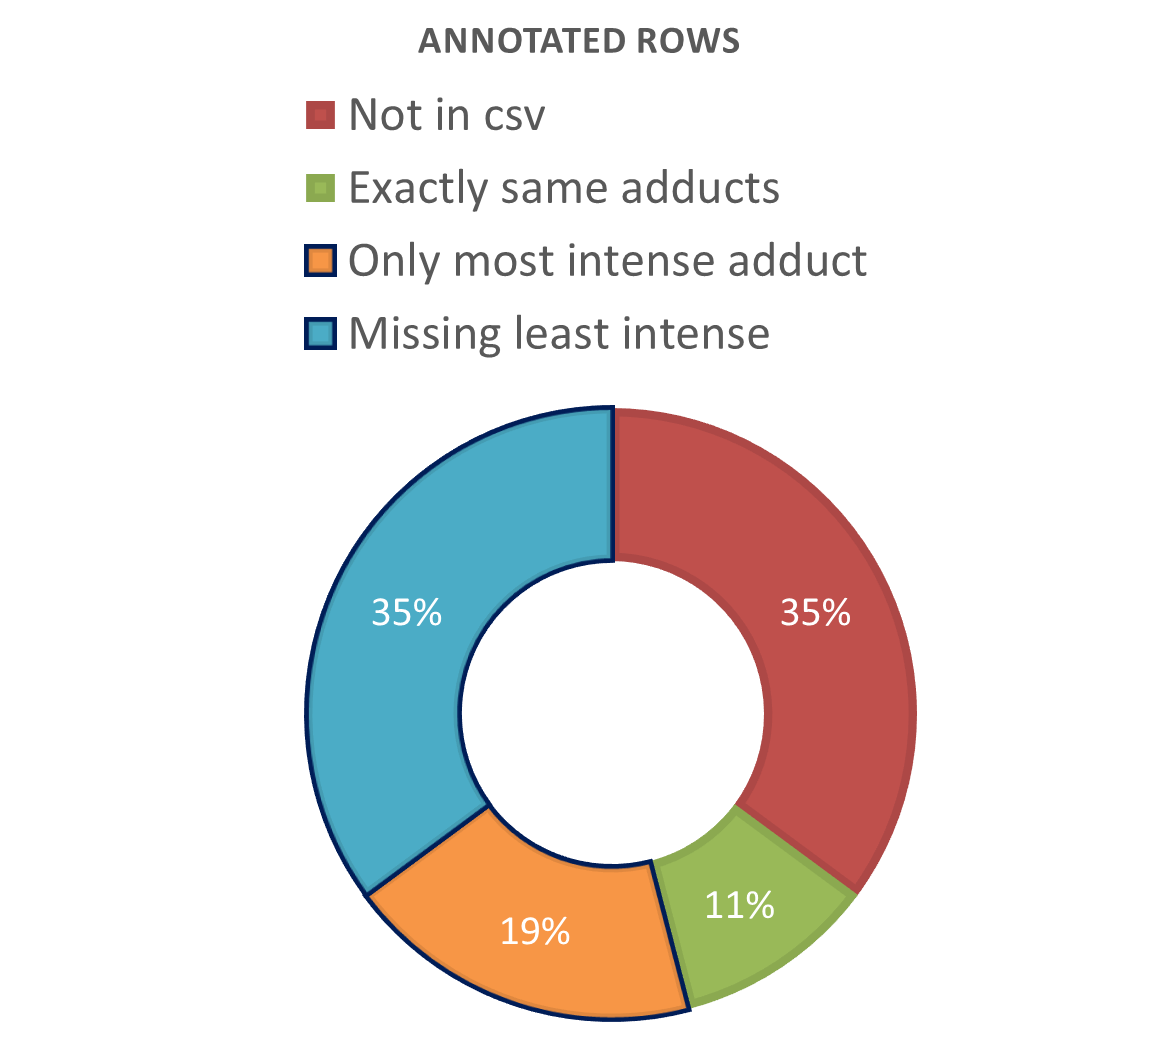 ANNOTATED ROWS
Not in csv
Exactly same adducts
Only most intense adduct
Missing least intense
35%
35%
11%
19%